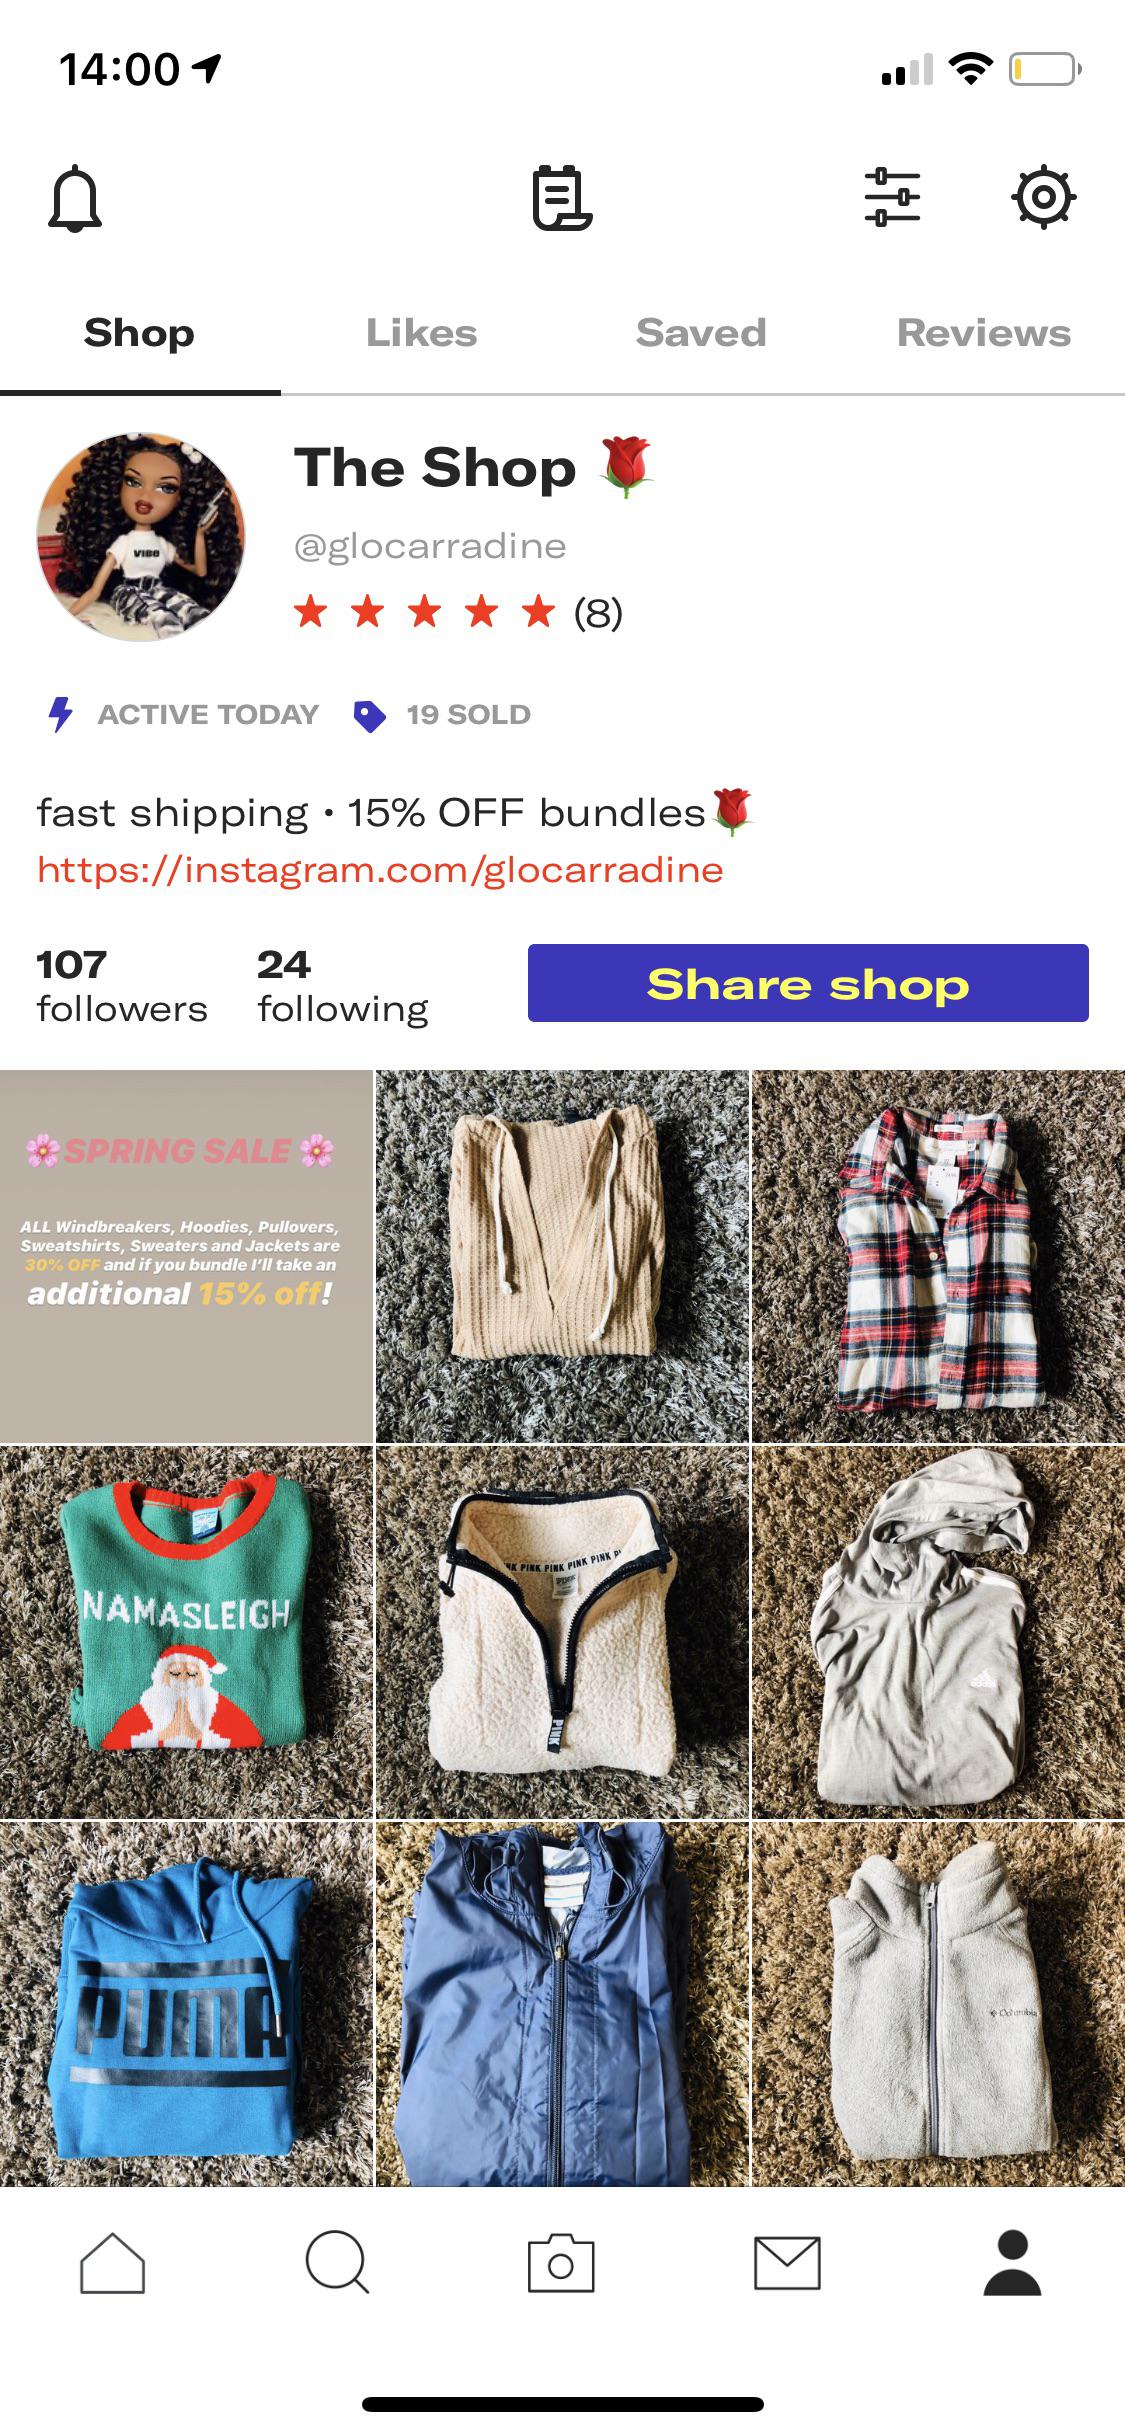 14:00
Shop Likes Saved Reviews
The Shop 🌹
@glocarradine
(8)
VIBE
ACTIVE TODAY 19 SOLD
fast shipping • 15% OFF bundles🌹
https://instagram.com/glocarradine
107 24
followers following
Share shop
🌸SPRING SALE 🌸
ALL Windbreakers, Hoodies, Pullovers,
Sweatshirts, Sweaters and Jackets are
30% OFF and if you bundle I'll take an
additional 15% off!
NAMASLEIGH
PINK PINK PINK PINK
PINK
PINK
PUMA
Columbia